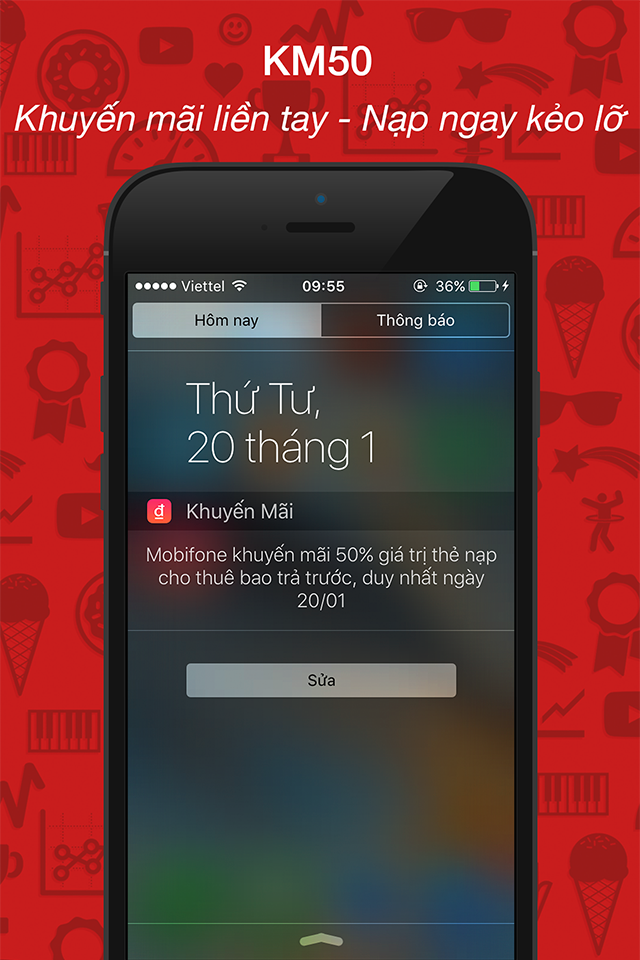 KM50
Khuyến mãi liền tay - Nạp ngay kẻo lỡ
Viettel 09:55 36%
Hôm nay Thông báo
Thứ Tư,
20 tháng 1
đ Khuyến Mãi
Mobifone khuyến mãi 50% giá trị thẻ nạp
cho thuê bao trả trước, duy nhất ngày
20/01
Sửa